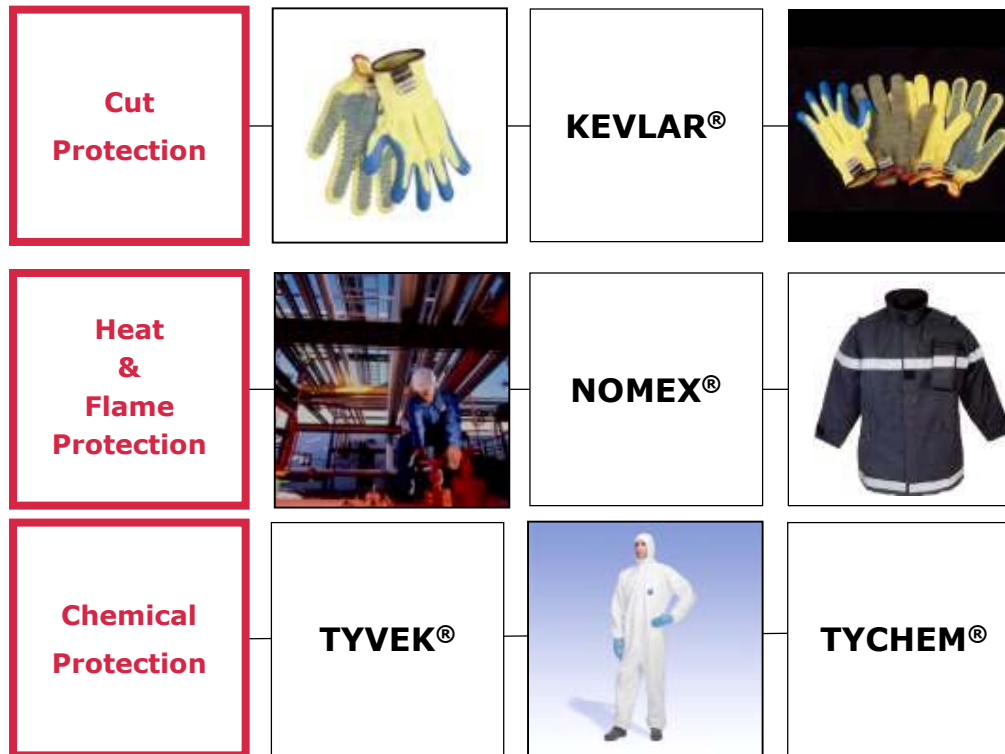 Cut
Protection
KEVLAR®
Heat
&
Flame
Protection
NOMEX®
Chemical
Protection
TYVEK®
TYCHEM®